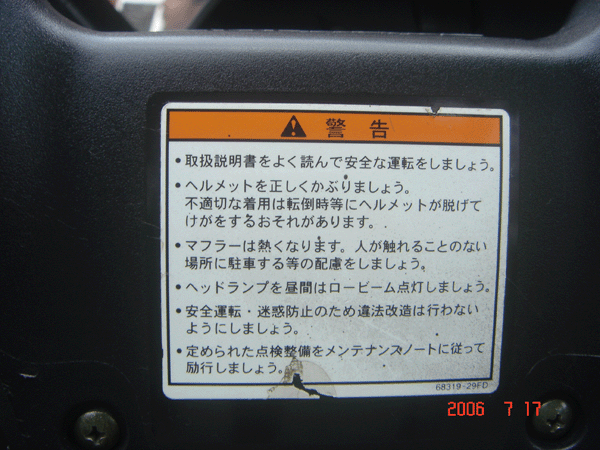 警告
・取扱説明書をよく読んで安全な運転をしましょう。
・ヘルメットを正しくかぶりましょう。
不適切な着用は転倒時等にヘルメットが脱げて
けがをするおそれがあります。
・マフラーは熱くなります。人が触れることのない
場所に駐車する等の配慮をしましょう。
・ヘッドランプを昼間はロービーム点灯しましょう。
・安全運転・迷惑防止のため違法改造は行わない
ようにしましょう。
・定められた点検整備をメンテナンスノートに従って
励行しましょう。
68319-29FD
2006 7 17